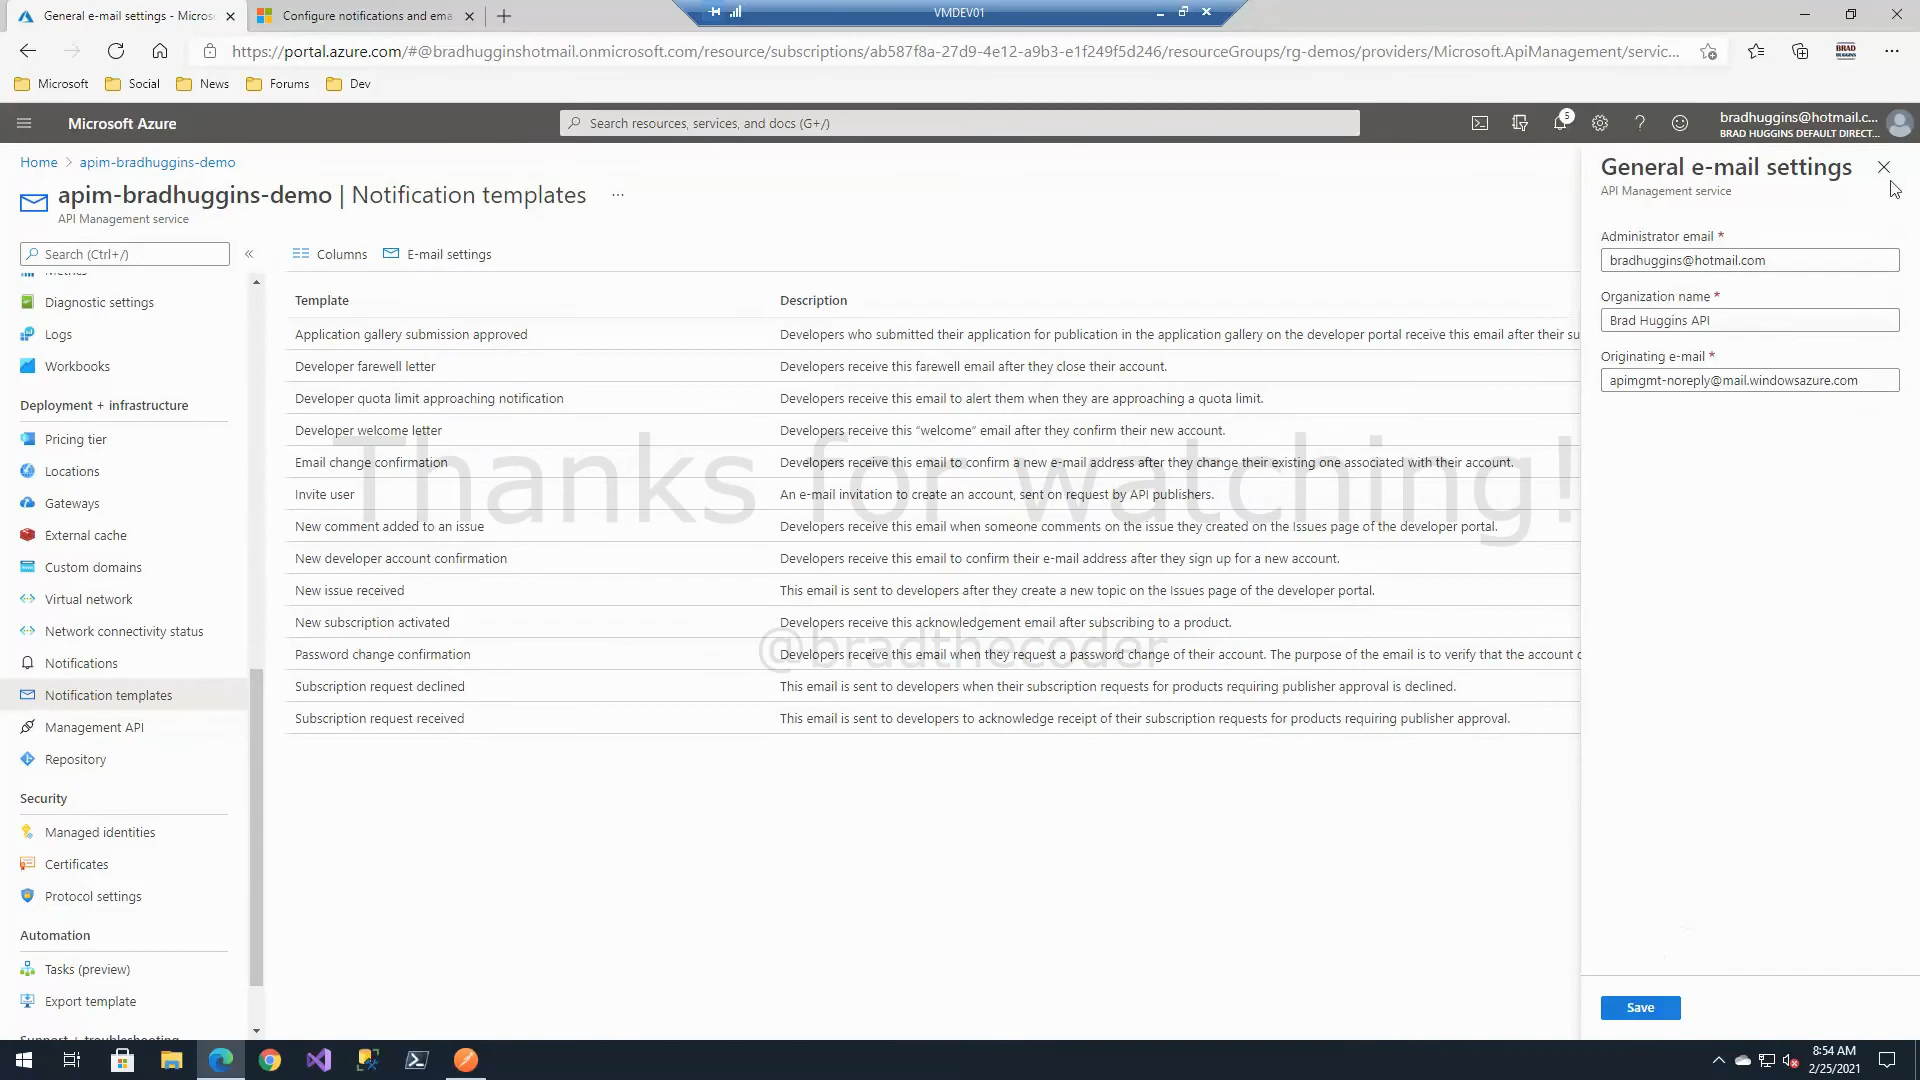 General e-mail settings - Micros
Configure notifications and ema
VMDEV01
https://portal.azure.com/#@bradhugginshotmail.onmicrosoft.com/resource/subscriptions/ab587f8a-27d9-4e12-a9b3-e1f249f5d246/resourceGroups/rg-demos/providers/Microsoft.ApiManagement/servic...
BRAD HUGGINS
Microsoft
Social
News
Forums
Dev
Microsoft Azure
Search resources, services, and docs (G+/)
5
bradhuggins@hotmail.c...
BRAD HUGGINS DEFAULT DIRECT...
Home > apim-bradhuggins-demo
apim-bradhuggins-demo | Notification templates ...
API Management service
Search (Ctrl+/)
«
Metrics
Diagnostic settings
Logs
Workbooks
Deployment + infrastructure
Pricing tier
Locations
Gateways
External cache
Custom domains
Virtual network
Network connectivity status
Notifications
Notification templates
Management API
Repository
Security
Managed identities
Certificates
Protocol settings
Automation
Tasks (preview)
Export template
Support + troubleshooting
Columns
E-mail settings
Template Description
Application gallery submission approved Developers who submitted their application for publication in the application gallery on the developer portal receive this email after their su
Developer farewell letter Developers receive this farewell email after they close their account.
Developer quota limit approaching notification Developers receive this email to alert them when they are approaching a quota limit.
Developer welcome letter Developers receive this “welcome” email after they confirm their new account.
Email change confirmation Developers receive this email to confirm a new e-mail address after they change their existing one associated with their account.
Invite user An e-mail invitation to create an account, sent on request by API publishers.
New comment added to an issue Developers receive this email when someone comments on the issue they created on the Issues page of the developer portal.
New developer account confirmation Developers receive this email to confirm their e-mail address after they sign up for a new account.
New issue received This email is sent to developers after they create a new topic on the Issues page of the developer portal.
New subscription activated Developers receive this acknowledgement email after subscribing to a product.
Password change confirmation Developers receive this email when they request a password change of their account. The purpose of the email is to verify that the account
Subscription request declined This email is sent to developers when their subscription requests for products requiring publisher approval is declined.
Subscription request received This email is sent to developers to acknowledge receipt of their subscription requests for products requiring publisher approval.
Thanks for watching!
@bradthecoder
General e-mail settings
API Management service
Administrator email *
bradhuggins@hotmail.com
Organization name *
Brad Huggins API
Originating e-mail *
apimgmt-noreply@mail.windowsazure.com
Save
8:54 AM
2/25/2021